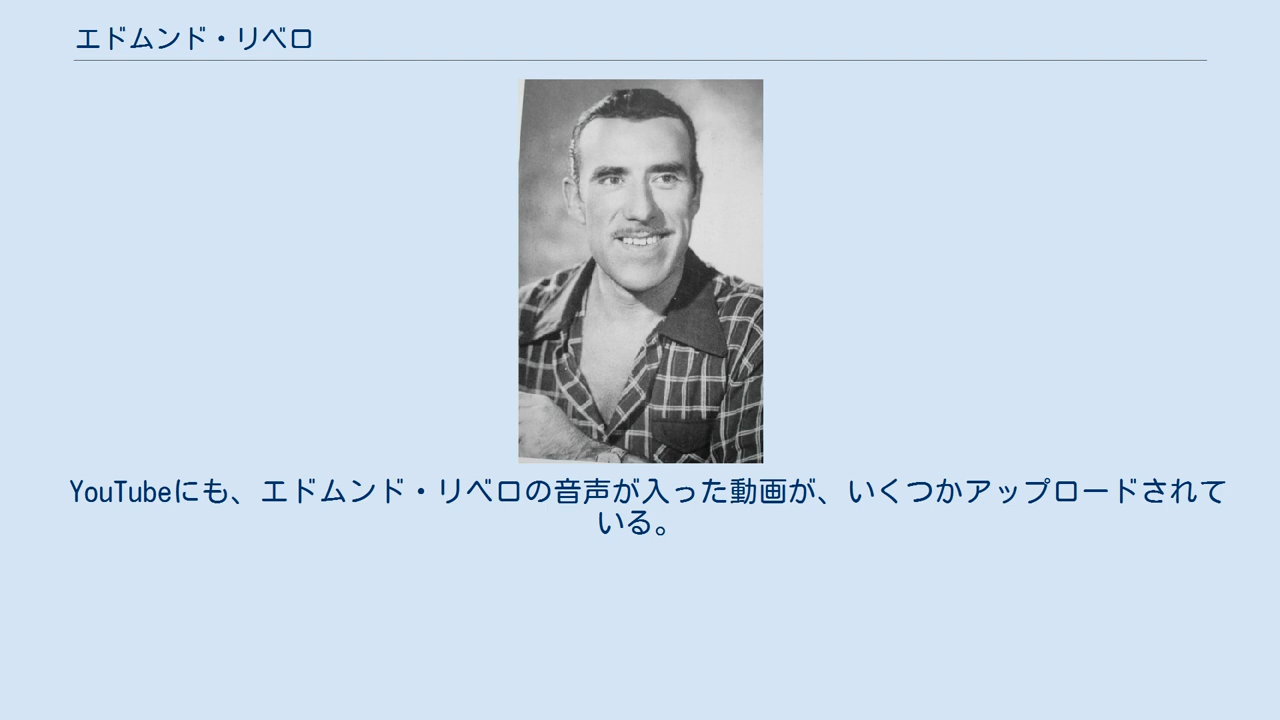 エドムンド・リベロ
YouTubeにも、エドムンド・リベロの音声が入った動画が、いくつかアップロードされて
いる。